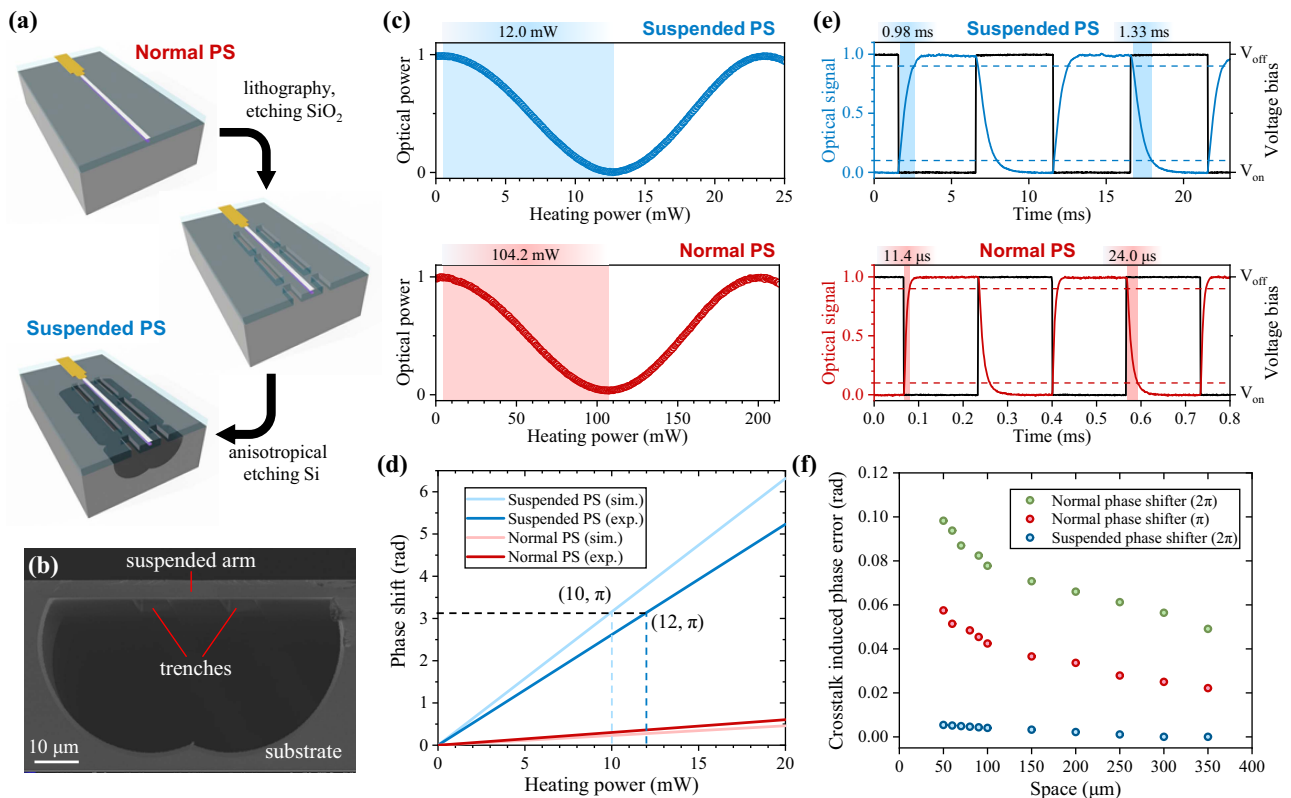 (a)
Normal PS
lithography,
etching SiO₂
Suspended PS
anisotropical
etching Si
(b)
suspended arm
trenches
10 μm
substrate
(c)
12.0 mW
Suspended PS
Optical power
1
0
0 5 10 15 20 25
Heating power (mW)
104.2 mW
Normal PS
Optical power
1
0
0 50 100 150 200
Heating power (mW)
(d)
Phase shift (rad)
6
5
4
3
2
1
0
Suspended PS (sim.)
Suspended PS (exp.)
Normal PS (sim.)
Normal PS (exp.)
(10, π)
(12, π)
0 5 10 15 20
Heating power (mW)
(e)
Suspended PS
0.98 ms
1.33 ms
Optical signal
1.0
0.5
0.0
V_off
V_on
Voltage bias
0 5 10 15 20
Time (ms)
Normal PS
11.4 μs
24.0 μs
Optical signal
1.0
0.5
0.0
V_off
V_on
Voltage bias
0.0 0.1 0.2 0.3 0.4 0.5 0.6 0.7 0.8
Time (ms)
(f)
Crosstalk induced phase error (rad)
0.12
0.10
0.08
0.06
0.04
0.02
0.00
Normal phase shifter (2π)
Normal phase shifter (π)
Suspended phase shifter (2π)
0 50 100 150 200 250 300 350 400
Space (μm)